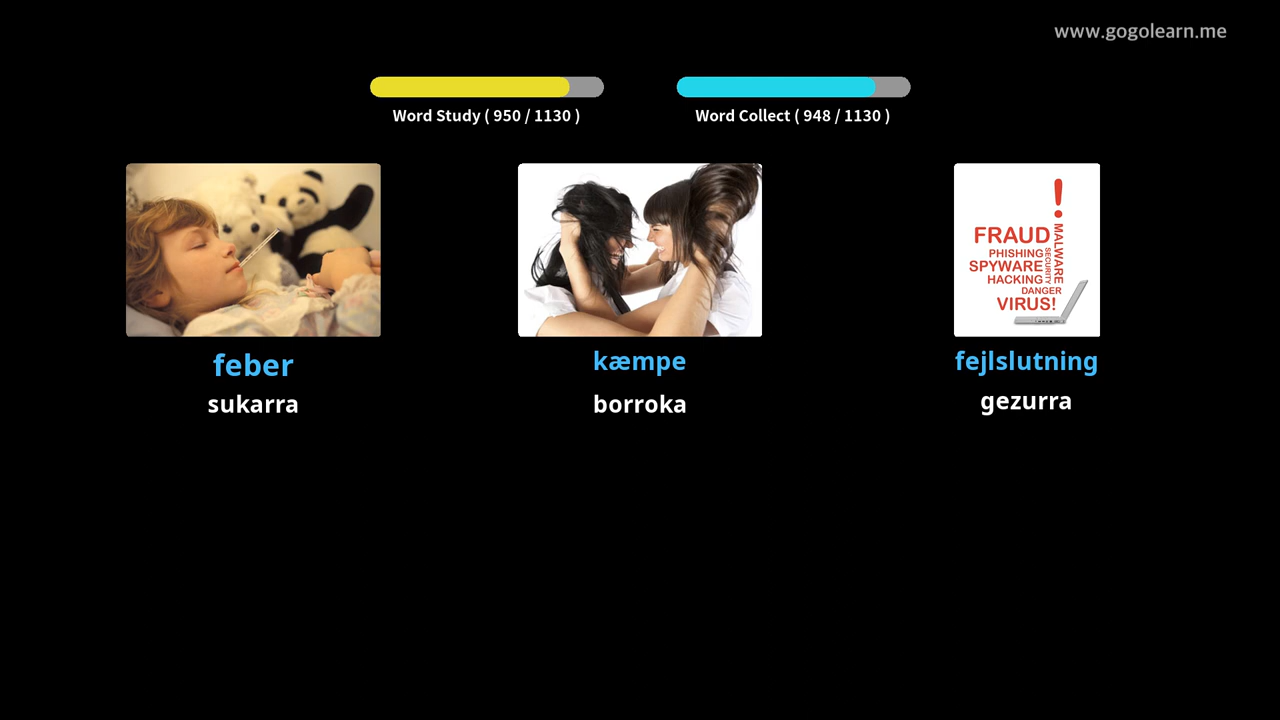 www.gogolearn.me
Word Study ( 950 / 1130 )
Word Collect ( 948 / 1130 )
!
FRAUD
PHISHING
SPYWARE
HACKING
DANGER
VIRUS!
MALWARE
SECURITY
feber
kæmpe
fejlslutning
sukarra
borroka
gezurra